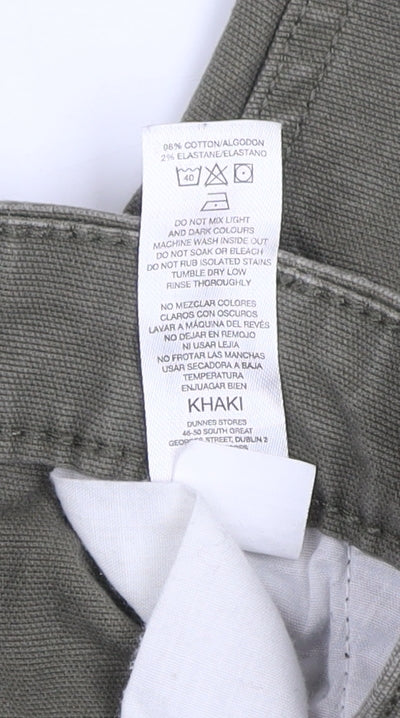 98% COTTON/ALGODON
2% ELASTANE/ELASTANO
40
DO NOT MIX LIGHT
AND DARK COLOURS
MACHINE WASH INSIDE OUT
DO NOT SOAK OR BLEACH
DO NOT RUB ISOLATED STAINS
TUMBLE DRY LOW
RINSE THOROUGHLY
NO MEZCLAR COLORES
CLAROS CON OSCUROS
LAVAR A MÁQUINA DEL REVÉS
NO DEJAR EN REMOJO
NI USAR LEJIA
NO FROTAR LAS MANCHAS
USAR SECADORA A BAJA
TEMPERATURA
ENJUAGAR BIEN
KHAKI
DUNNES STORES
46-50 SOUTH GREAT
GEORGES STREET, DUBLIN 2